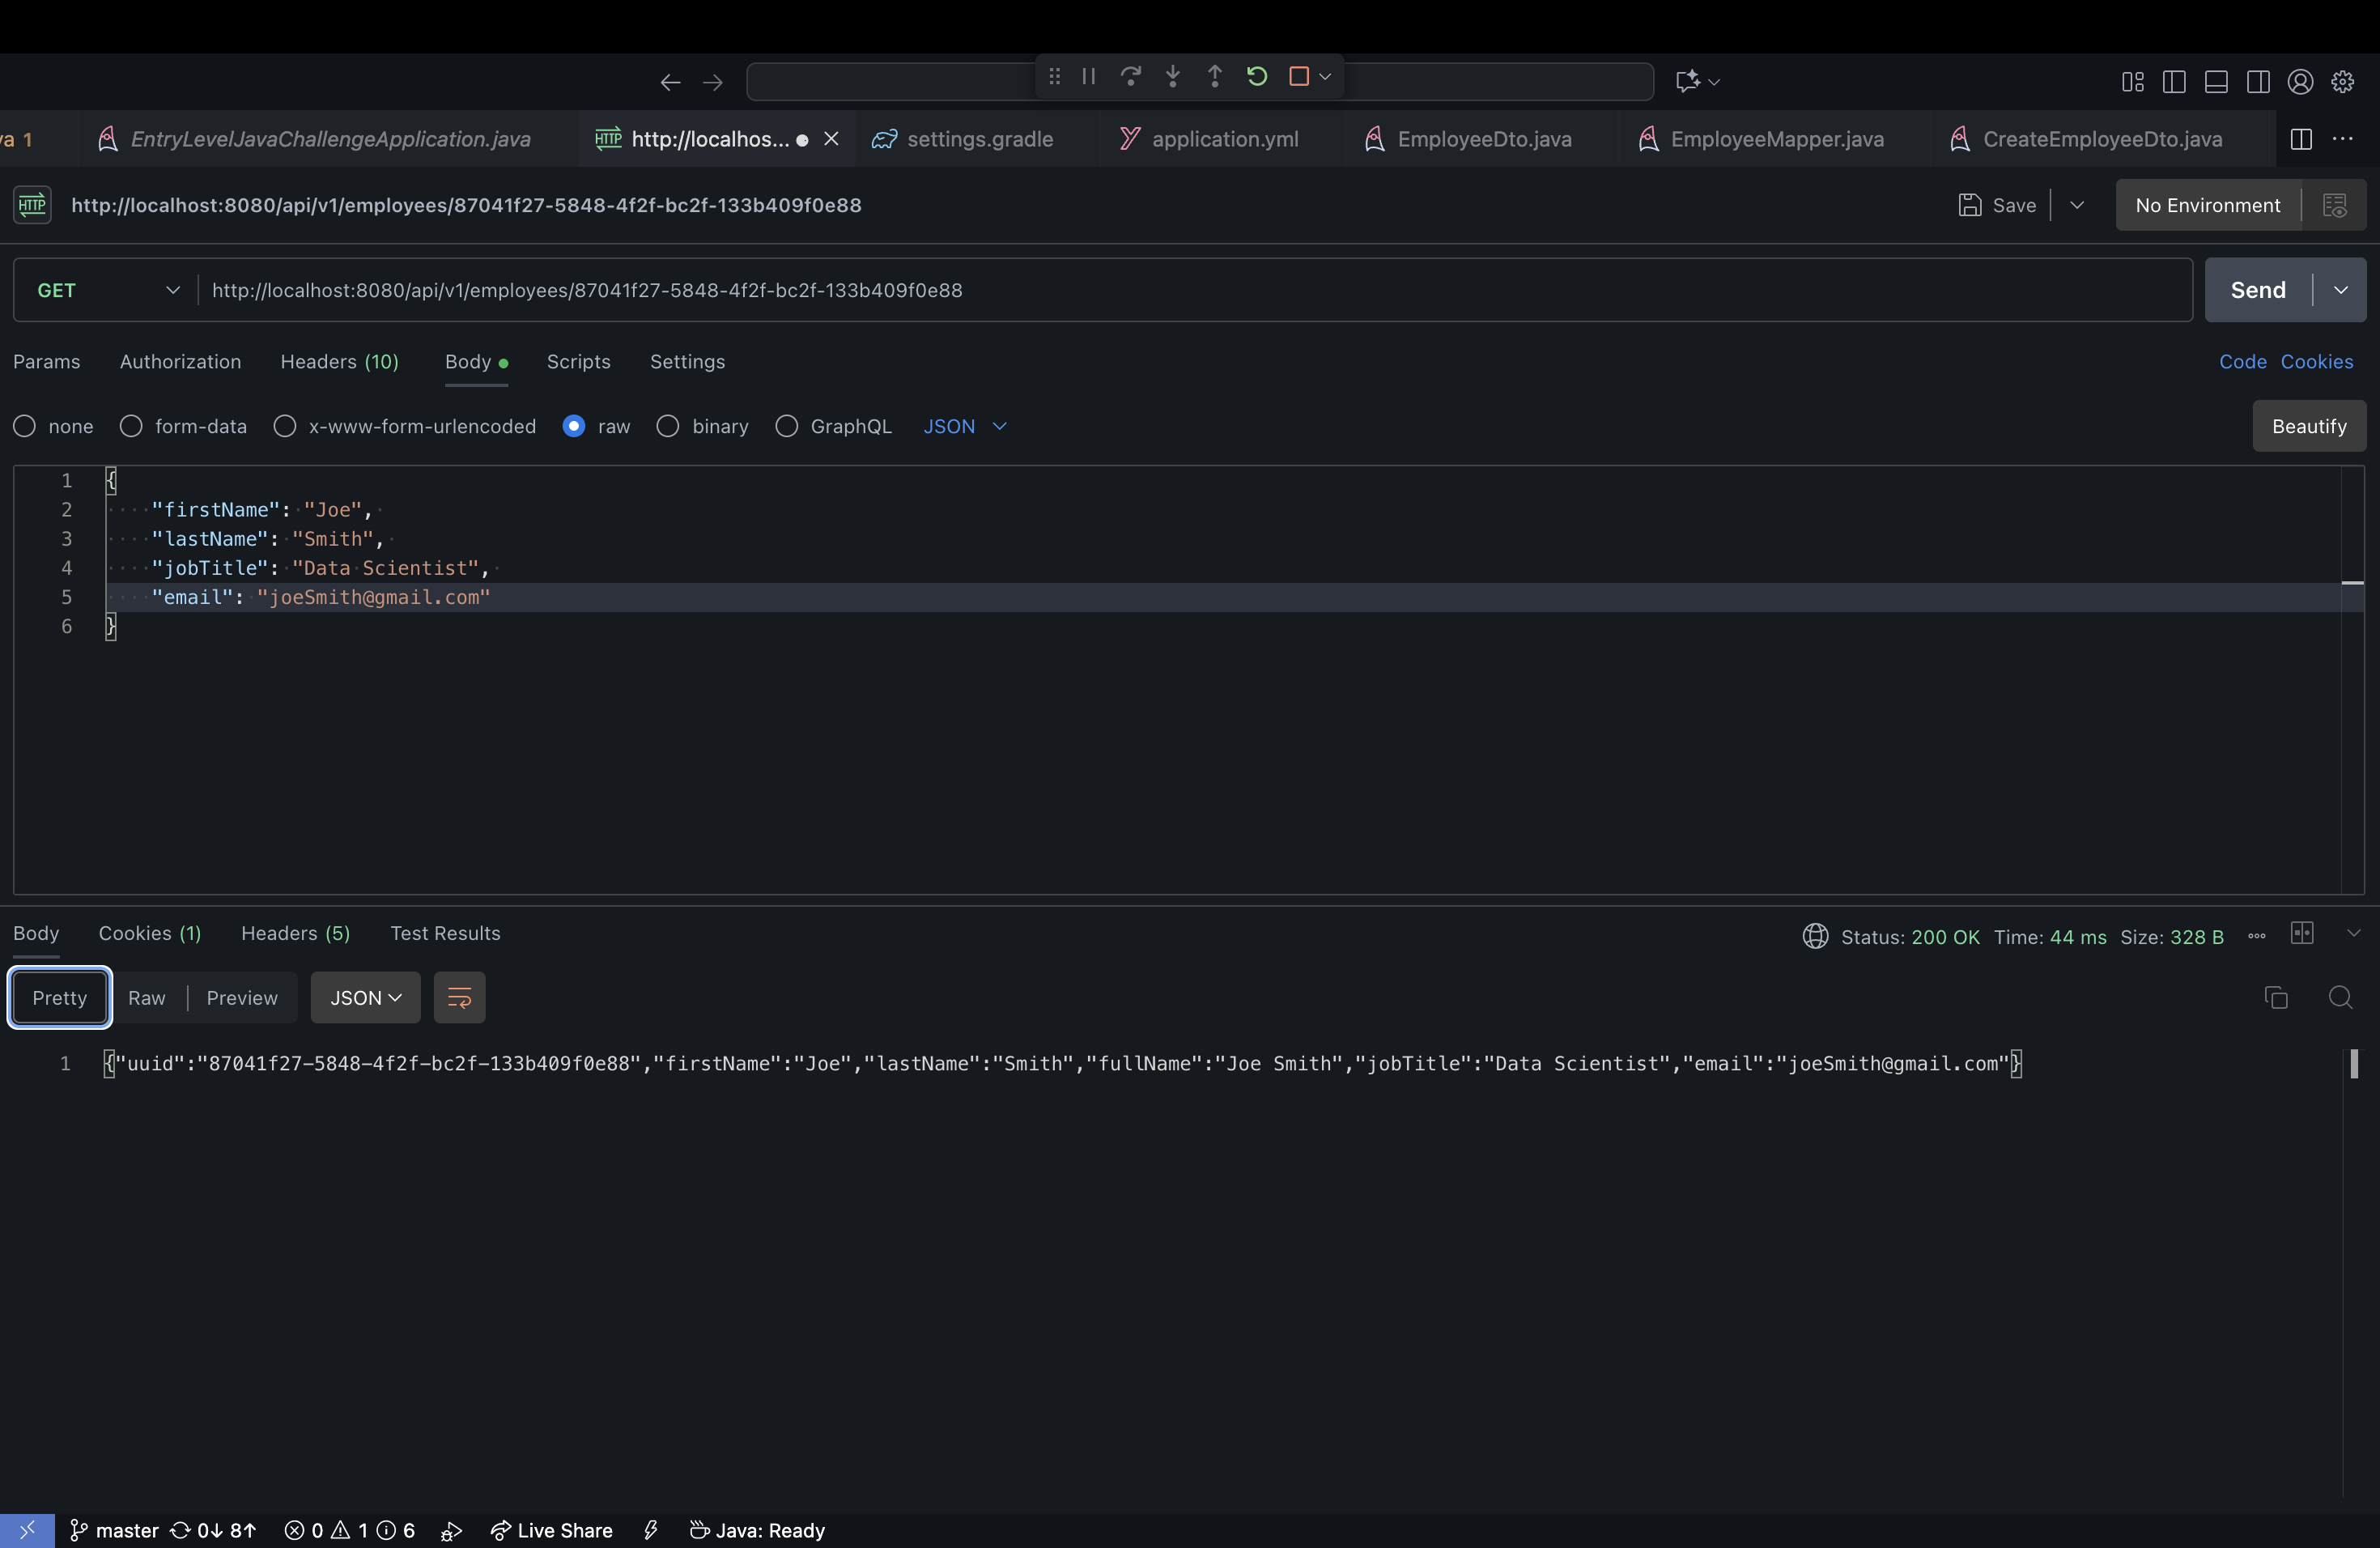 va 1
EntryLevelJavaChallengeApplication.java
HTTP http://localhos...
settings.gradle
application.yml
EmployeeDto.java
EmployeeMapper.java
CreateEmployeeDto.java
HTTP http://localhost:8080/api/v1/employees/87041f27-5848-4f2f-bc2f-133b409f0e88
Save
No Environment
GET http://localhost:8080/api/v1/employees/87041f27-5848-4f2f-bc2f-133b409f0e88
Send
Params Authorization Headers (10) Body Scripts Settings
Code Cookies
none form-data x-www-form-urlencoded raw binary GraphQL JSON
Beautify
1 {
2 "firstName": "Joe",
3 "lastName": "Smith",
4 "jobTitle": "Data Scientist",
5 "email": "joeSmith@gmail.com"
6 }
Body Cookies (1) Headers (5) Test Results
Status: 200 OK Time: 44 ms Size: 328 B
Pretty Raw Preview JSON
1 {"uuid":"87041f27-5848-4f2f-bc2f-133b409f0e88","firstName":"Joe","lastName":"Smith","fullName":"Joe Smith","jobTitle":"Data Scientist","email":"joeSmith@gmail.com"}
master 0↓ 8↑ 0 1 6 Live Share Java: Ready